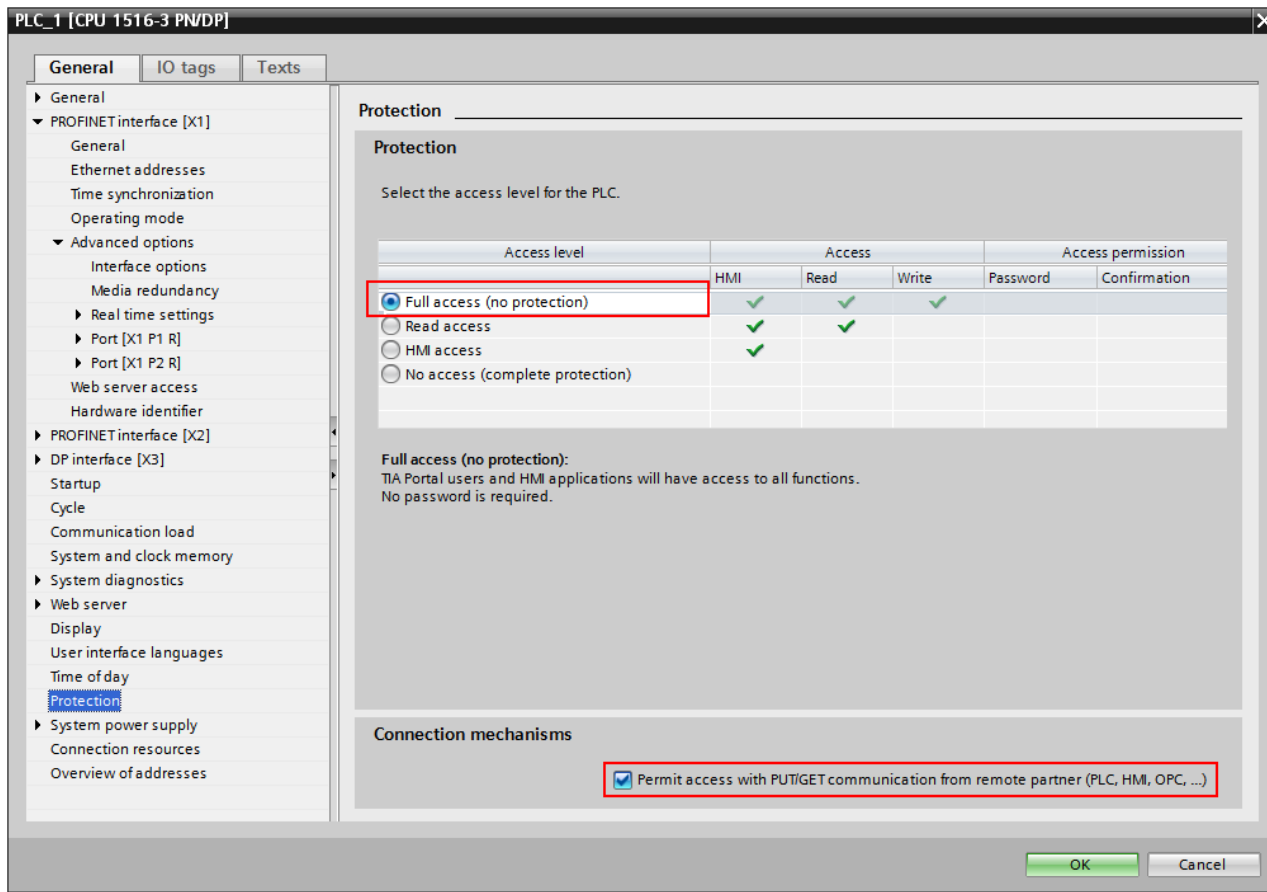 PLC_1 [CPU 1516-3 PN/DP]
General IO tags Texts
General
PROFINET interface [X1]
General
Ethernet addresses
Time synchronization
Operating mode
Advanced options
Interface options
Media redundancy
Real time settings
Port [X1 P1 R]
Port [X1 P2 R]
Web server access
Hardware identifier
PROFINET interface [X2]
DP interface [X3]
Startup
Cycle
Communication load
System and clock memory
System diagnostics
Web server
Display
User interface languages
Time of day
Protection
System power supply
Connection resources
Overview of addresses
Protection
Protection
Select the access level for the PLC.
Access level Access Access permission
HMI Read Write Password Confirmation
Full access (no protection)
Read access
HMI access
No access (complete protection)
Full access (no protection):
TIA Portal users and HMI applications will have access to all functions.
No password is required.
Connection mechanisms
Permit access with PUT/GET communication from remote partner (PLC, HMI, OPC, ...)
OK Cancel